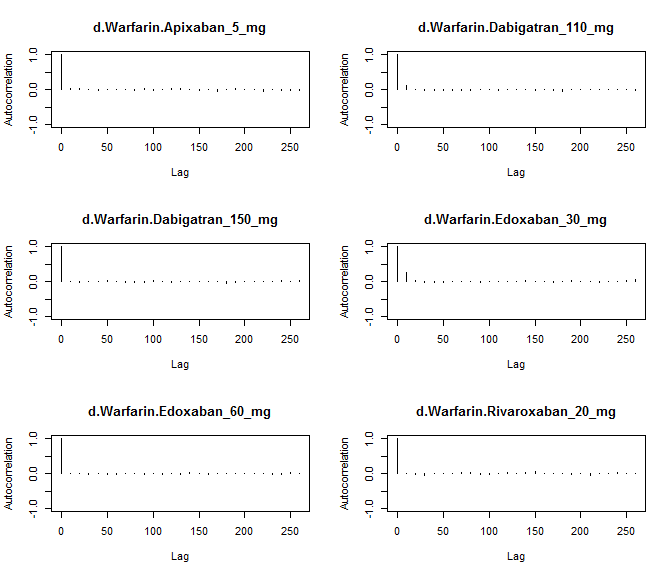 d.Warfarin.Apixaban_5_mg
Autocorrelation
1.0
0.0
-1.0
0 50 100 150 200 250
Lag
d.Warfarin.Dabigatran_110_mg
Autocorrelation
1.0
0.0
-1.0
0 50 100 150 200 250
Lag
d.Warfarin.Dabigatran_150_mg
Autocorrelation
1.0
0.0
-1.0
0 50 100 150 200 250
Lag
d.Warfarin.Edoxaban_30_mg
Autocorrelation
1.0
0.0
-1.0
0 50 100 150 200 250
Lag
d.Warfarin.Edoxaban_60_mg
Autocorrelation
1.0
0.0
-1.0
0 50 100 150 200 250
Lag
d.Warfarin.Rivaroxaban_20_mg
Autocorrelation
1.0
0.0
-1.0
0 50 100 150 200 250
Lag